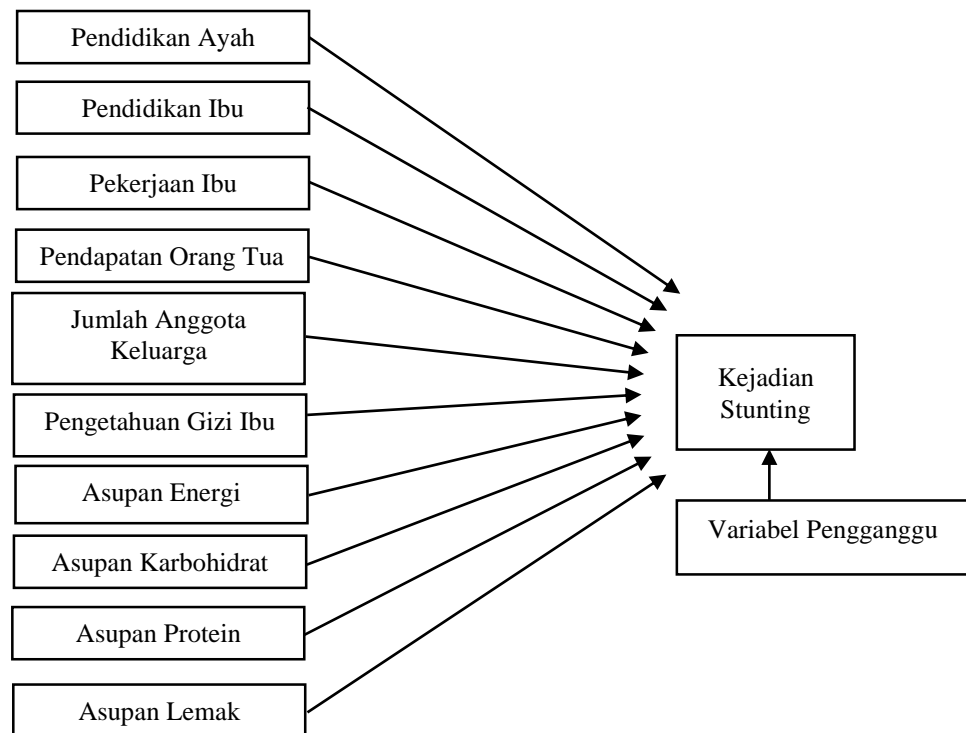 Pendidikan Ayah
Pendidikan Ibu
Pekerjaan Ibu
Pendapatan Orang Tua
Jumlah Anggota
Keluarga
Pengetahuan Gizi Ibu
Asupan Energi
Asupan Karbohidrat
Asupan Protein
Asupan Lemak
Kejadian
Stunting
Variabel Pengganggu